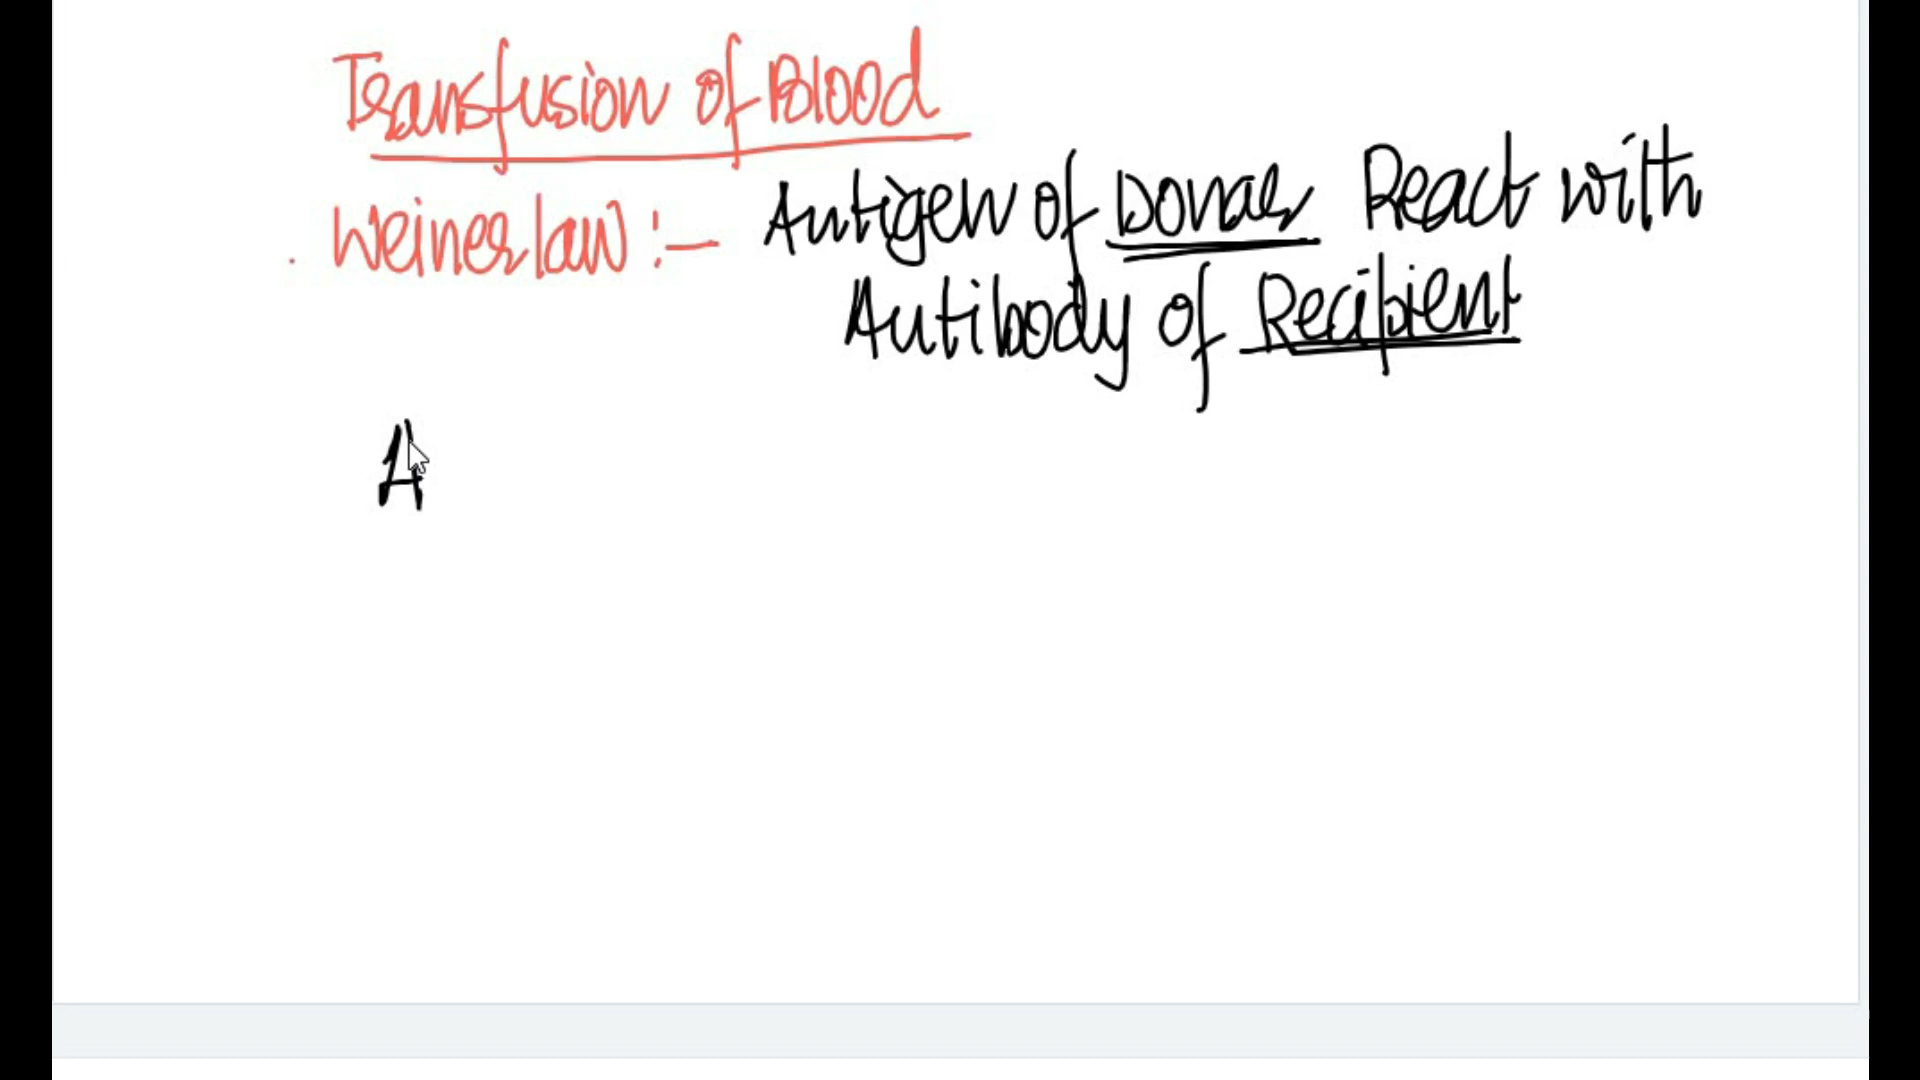 Transfusion of Blood
Weiner law :- Antigen of Donar React with
Antibody of Recipient
A